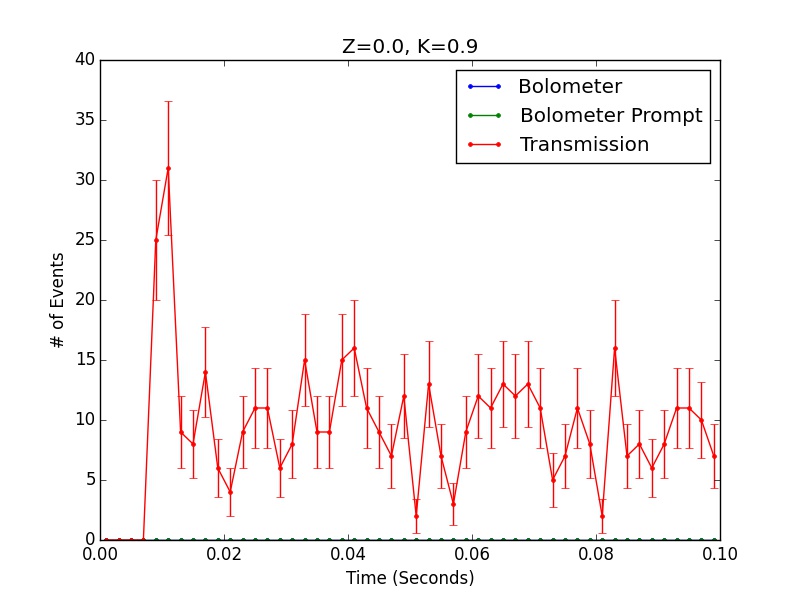 Z=0.0, K=0.9
40
35
30
25
20
15
10
5
0
# of Events
Bolometer
Bolometer Prompt
Transmission
0.00 0.02 0.04 0.06 0.08 0.10
Time (Seconds)